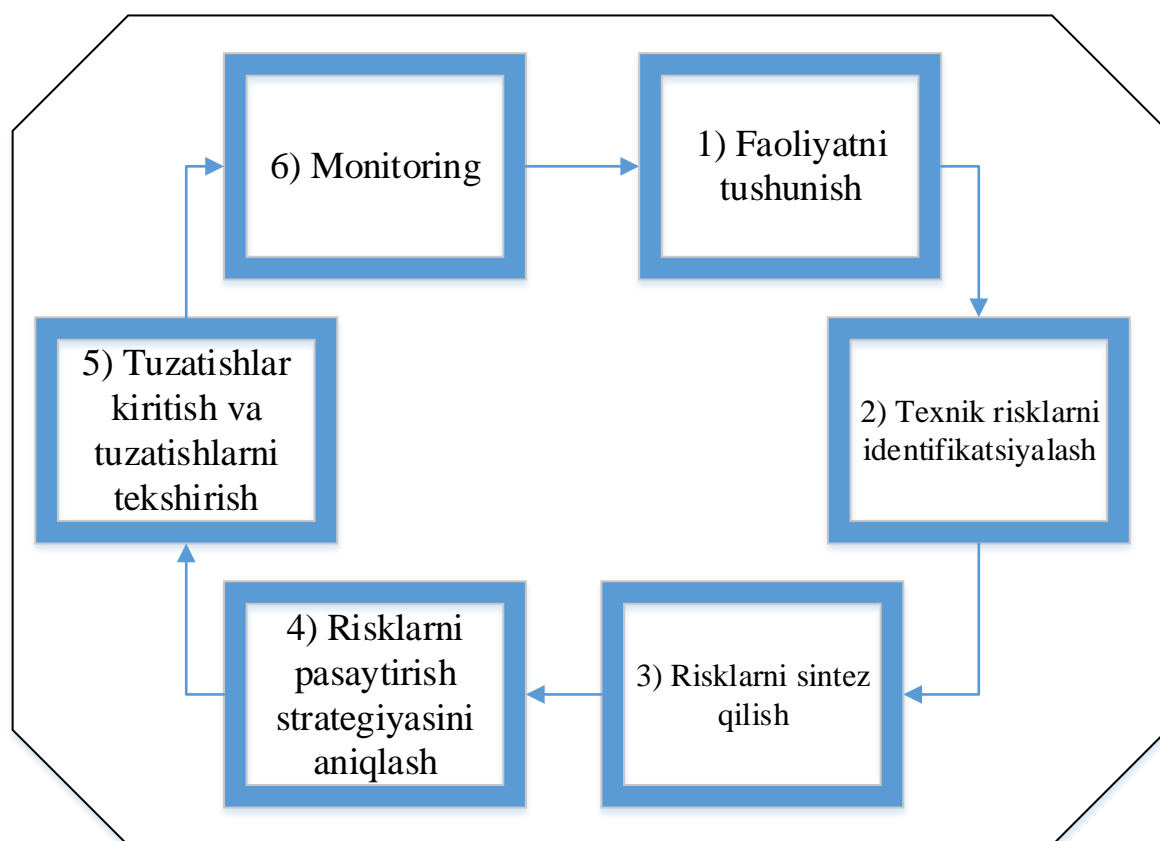 6) Monitoring
1) Faoliyatni
tushunish
2) Texnik risklarni
identifikatsiyalash
3) Risklarni sintez
qilish
4) Risklarni
pasaytirish
strategiyasini
aniqlash
5) Tuzatishlar
kiritish va
tuzatishlarni
tekshirish